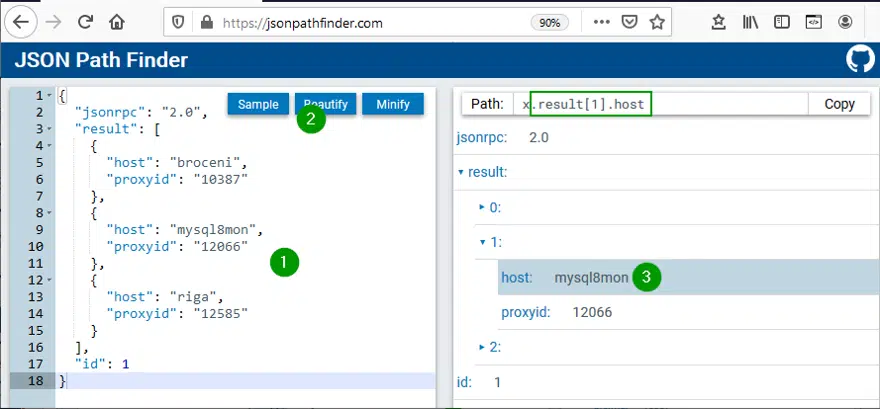 https://jsonpathfinder.com
90%
JSON Path Finder
Sample
Beautify
Minify
2
1 {
2 "jsonrpc": "2.0",
3 "result": [
4 {
5 "host": "broceni",
6 "proxyid": "10387"
7 },
8 {
9 "host": "mysql8mon",
10 "proxyid": "12066"
11 },
12 {
13 "host": "riga",
14 "proxyid": "12585"
15 }
16 ],
17 "id": 1
18 }
1
Path: x.result[1].host Copy
jsonrpc: 2.0
result:
0:
1:
host: mysql8mon 3
proxyid: 12066
2:
id: 1